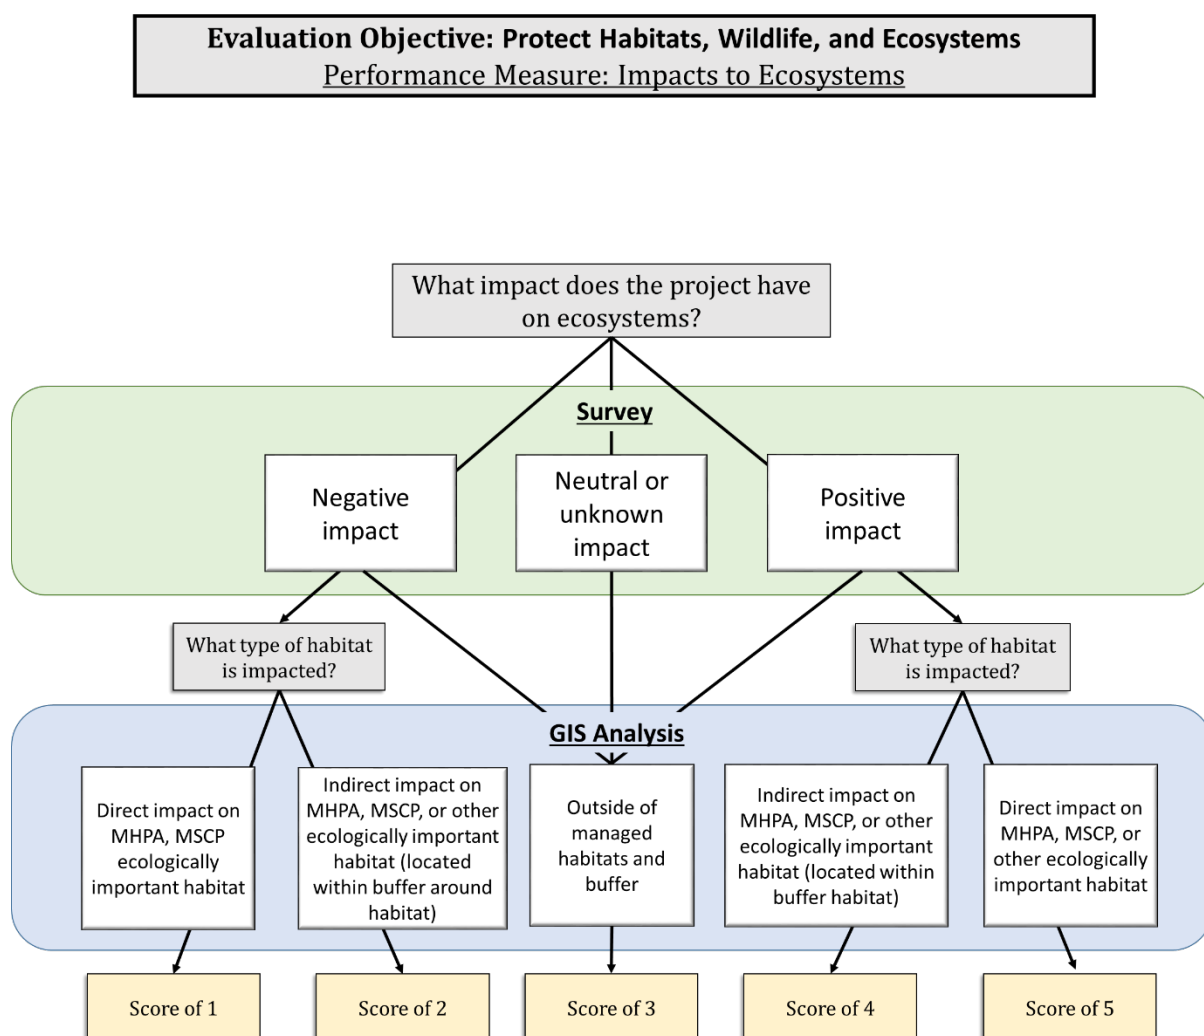 Evaluation Objective: Protect Habitats, Wildlife, and Ecosystems
Performance Measure: Impacts to Ecosystems
What impact does the project have
on ecosystems?
Survey
Negative
impact
Neutral or
unknown
impact
Positive
impact
What type of habitat
is impacted?
What type of habitat
is impacted?
GIS Analysis
Direct impact on
MHPA, MSCP
ecologically
important habitat
Indirect impact on
MHPA, MSCP, or other
ecologically important
habitat (located
within buffer around
habitat)
Outside of
managed
habitats and
buffer
Indirect impact on
MHPA, MSCP, or other
ecologically important
habitat (located within
buffer habitat)
Direct impact on
MHPA, MSCP, or
other ecologically
important habitat
Score of 1
Score of 2
Score of 3
Score of 4
Score of 5